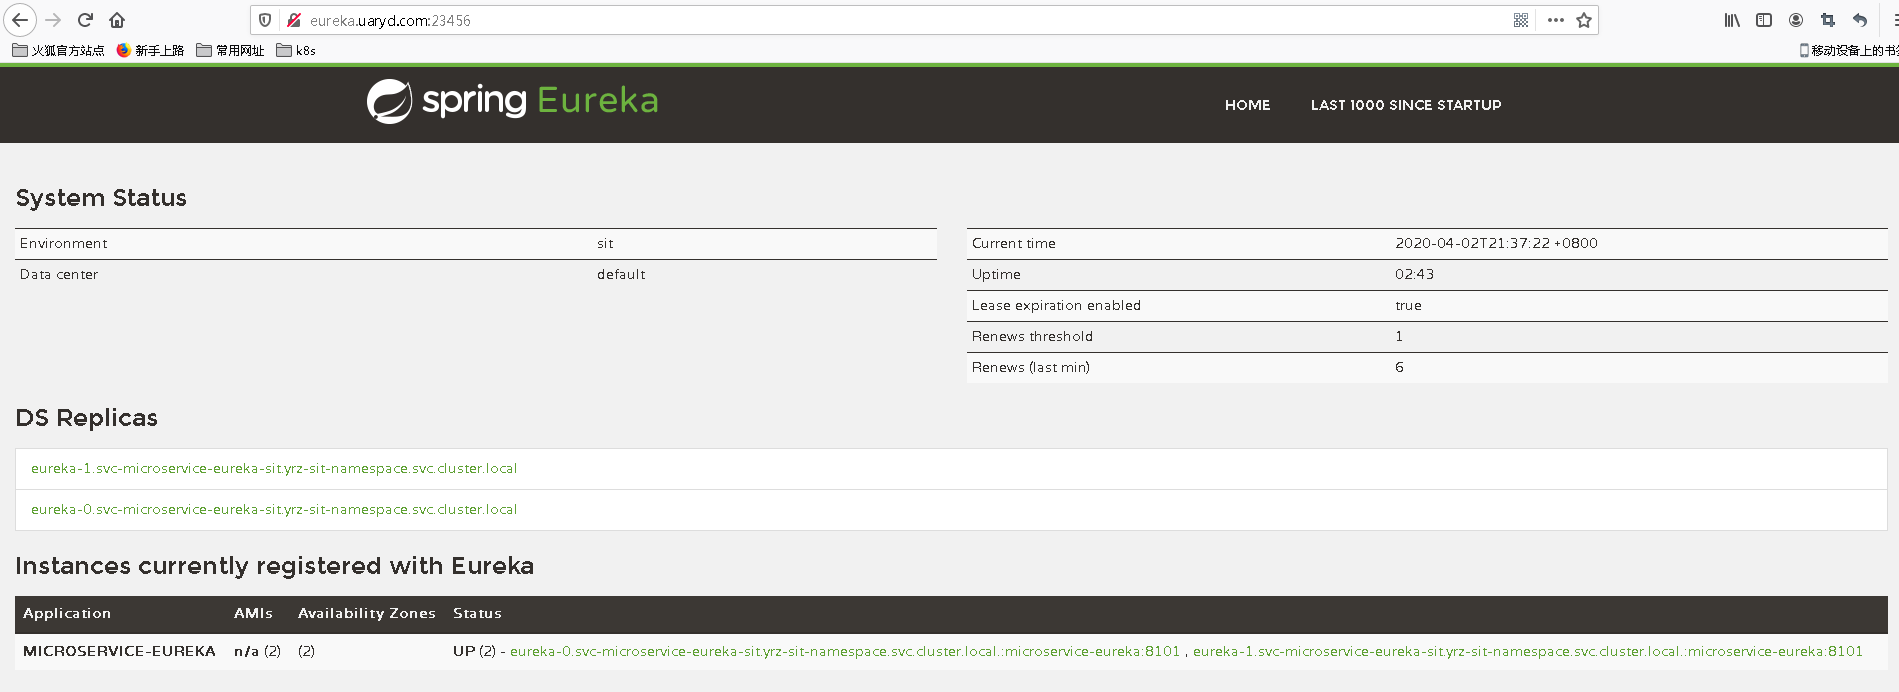 eureka.uaryd.com:23456
火狐官方站点 新手上路 常用网址 k8s 移动设备上的书签
spring Eureka HOME LAST 1000 SINCE STARTUP
System Status
Environment sit
Data center default
Current time 2020-04-02T21:37:22 +0800
Uptime 02:43
Lease expiration enabled true
Renews threshold 1
Renews (last min) 6
DS Replicas
eureka-1.svc-microservice-eureka-sit.yrz-sit-namespace.svc.cluster.local
eureka-0.svc-microservice-eureka-sit.yrz-sit-namespace.svc.cluster.local
Instances currently registered with Eureka
Application AMIs Availability Zones Status
MICROSERVICE-EUREKA n/a (2) (2) UP (2) - eureka-0.svc-microservice-eureka-sit.yrz-sit-namespace.svc.cluster.local.:microservice-eureka:8101 , eureka-1.svc-microservice-eureka-sit.yrz-sit-namespace.svc.cluster.local.:microservice-eureka:8101